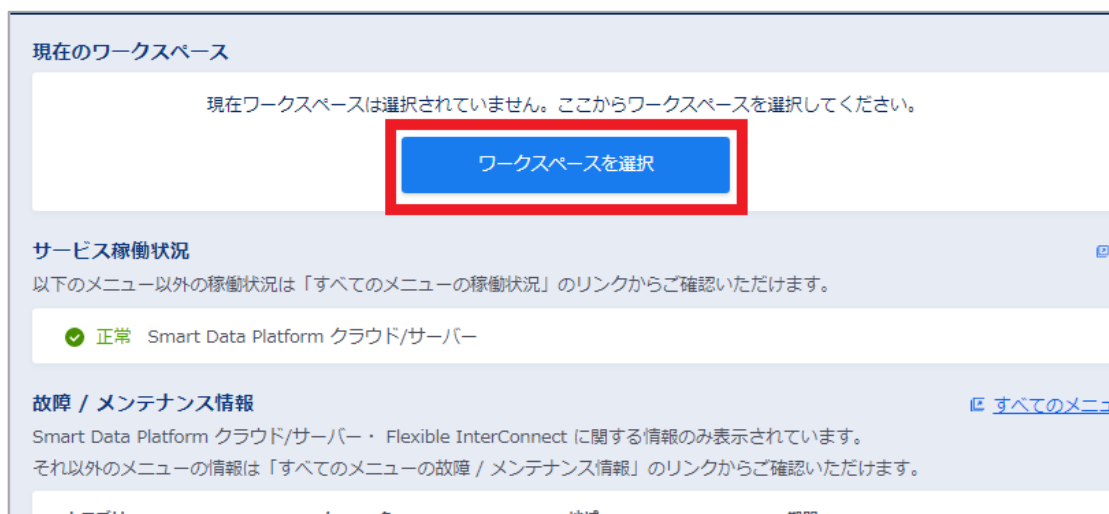 現在のワークスペース
現在ワークスペースは選択されていません。ここからワークスペースを選択してください。
ワークスペースを選択
サービス稼働状況
以下のメニュー以外の稼働状況は「すべてのメニューの稼働状況」のリンクからご確認いただけます。
正常 Smart Data Platform クラウド/サーバー
故障 / メンテナンス情報 すべてのメニュ
Smart Data Platform クラウド/サーバー・ Flexible InterConnect に関する情報のみ表示されています。
それ以外のメニューの情報は「すべてのメニューの故障 / メンテナンス情報」のリンクからご確認いただけます。